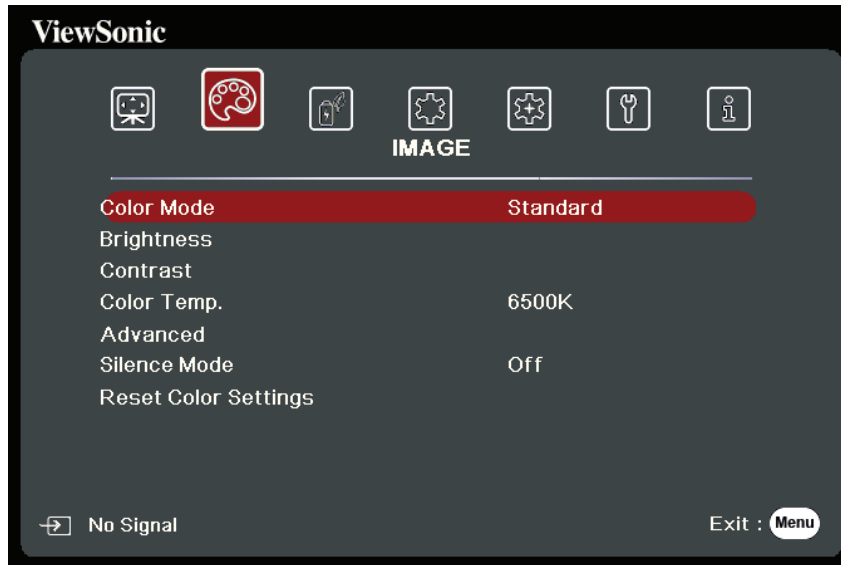 ViewSonic
IMAGE
Color Mode Standard
Brightness
Contrast
Color Temp. 6500K
Advanced
Silence Mode Off
Reset Color Settings
No Signal Exit : Menu